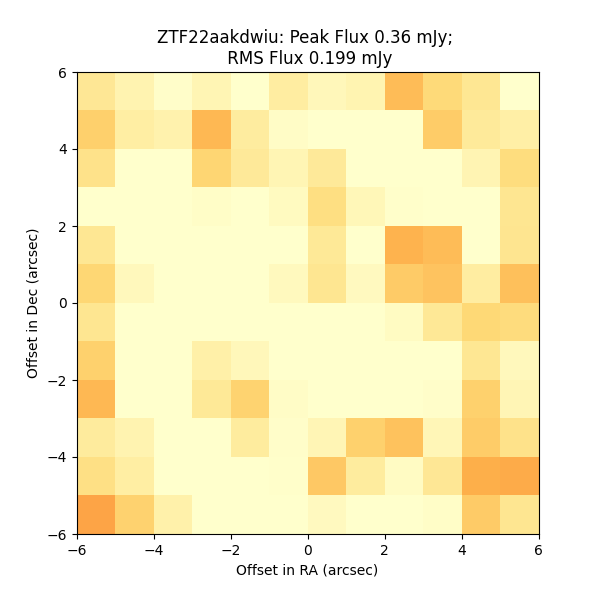 ZTF22aakdwiu: Peak Flux 0.36 mJy;
RMS Flux 0.199 mJy
6
4
2
0
−2
−4
−6
Offset in Dec (arcsec)
−6 −4 −2 0 2 4 6
Offset in RA (arcsec)